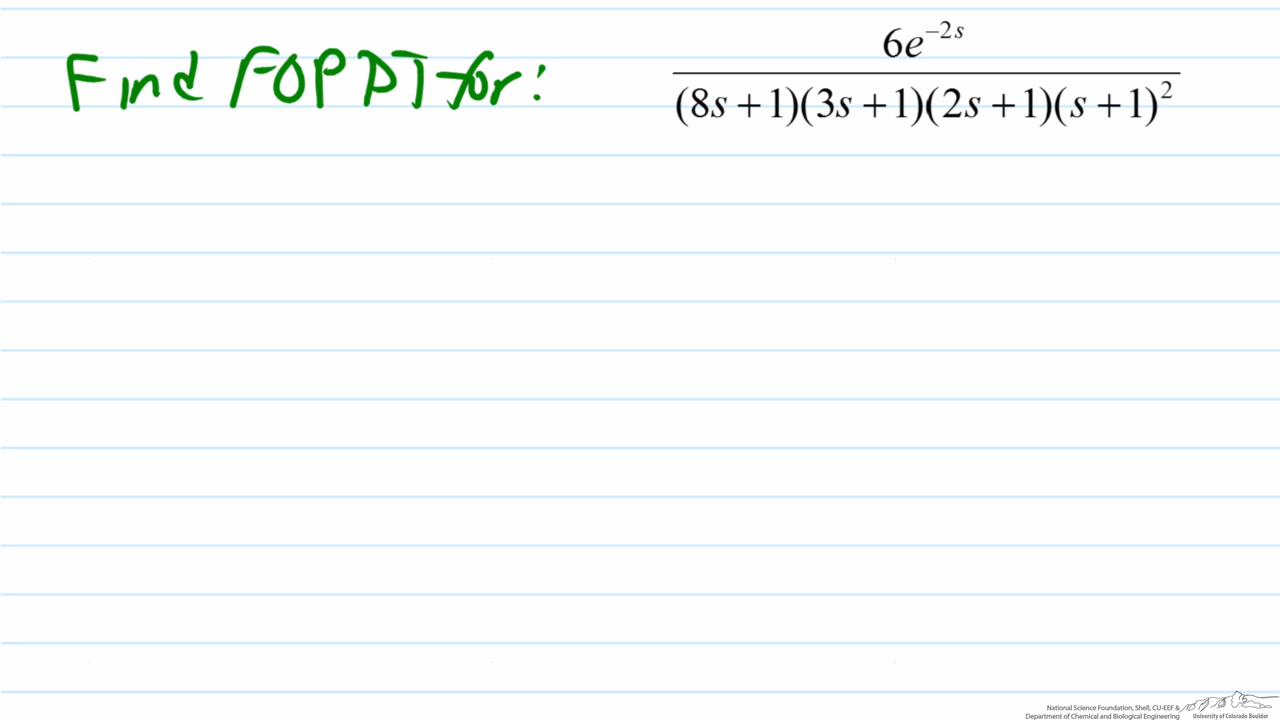 Find FOPDT for:
6e^{-2s}
(8s + 1)(3s + 1)(2s + 1)(s + 1)^2
National Science Foundation, Shell, CU-EEF &
Department of Chemical and Biological Engineering
University of Colorado Boulder